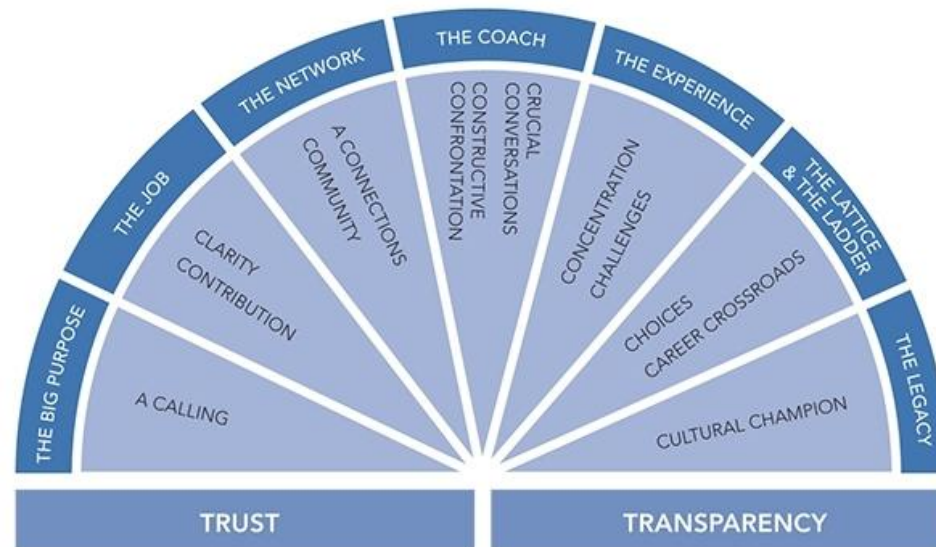 THE BIG PURPOSE
A CALLING
THE JOB
CLARITY
CONTRIBUTION
THE NETWORK
A CONNECTIONS
COMMUNITY
THE COACH
CRUCIAL
CONVERSATIONS
CONSTRUCTIVE
CONFRONTATION
THE EXPERIENCE
CONCENTRATION
CHALLENGES
THE LATTICE
& THE LADDER
CHOICES
CAREER CROSSROADS
THE LEGACY
CULTURAL CHAMPION
TRUST
TRANSPARENCY